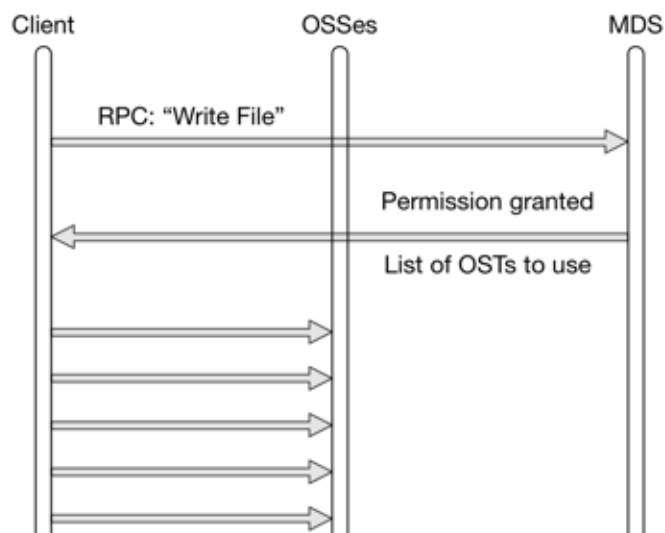 Client OSSes MDS
RPC: “Write File”
Permission granted
List of OSTs to use